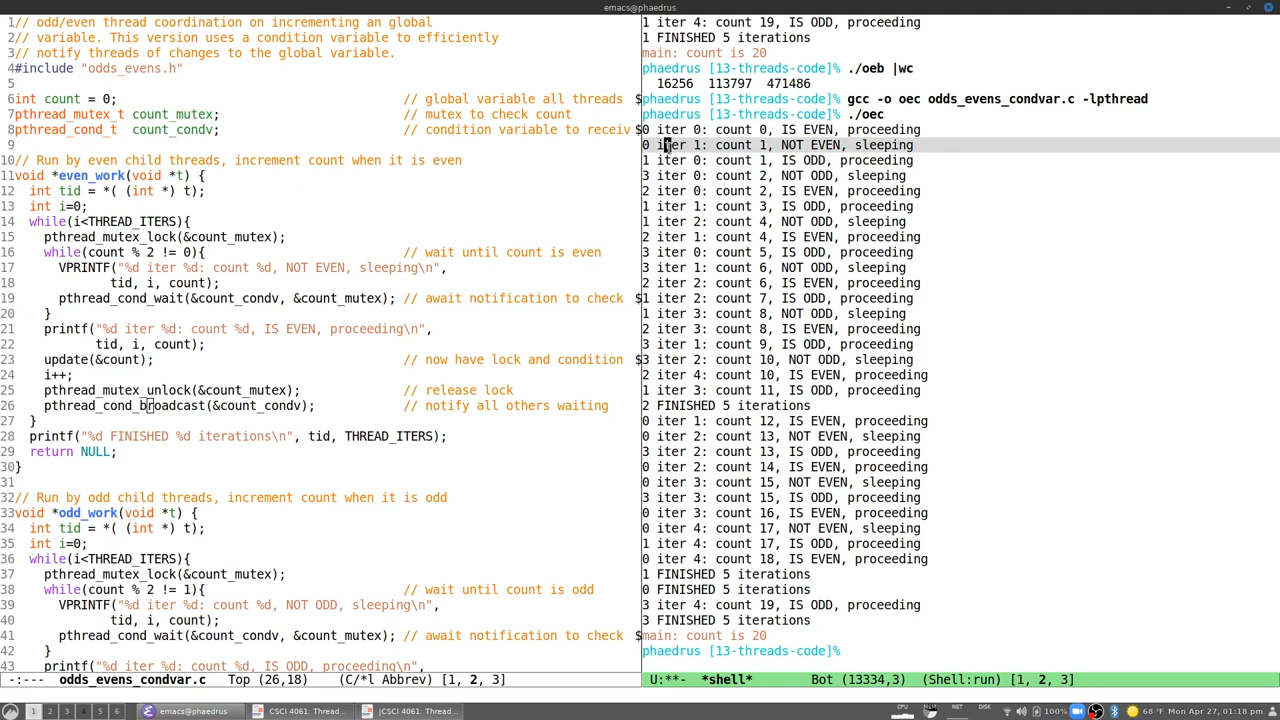 emacs@phaedrus
1// odd/even thread coordination on incrementing an global
2//  variable. This version uses a condition variable to efficiently
3//  notify threads of changes to the global variable.
4#include "odds_evens.h"
5
6int count = 0;                                       // global variable all threads $
7pthread_mutex_t count_mutex;                         // mutex to check count
8pthread_cond_t  count_condv;                         // condition variable to receiv$
9
10// Run by even child threads, increment count when it is even
11void *even_work(void *t) {
12  int tid = *( (int *) t);
13  int i=0;
14  while(i<THREAD_ITERS){
15    pthread_mutex_lock(&count_mutex);
16    while(count % 2 != 0){                           // wait until count is even
17      VPRINTF("%d iter %d: count %d, NOT EVEN, sleeping\n",
18             tid, i, count);
19      pthread_cond_wait(&count_condv, &count_mutex); // await notification to check $
20    }
21    printf("%d iter %d: count %d, IS EVEN, proceeding\n",
22           tid, i, count);
23    update(&count);                                  // now have lock and condition $
24    i++;
25    pthread_mutex_unlock(&count_mutex);              // release lock
26    pthread_cond_broadcast(&count_condv);            // notify all others waiting
27  }
28  printf("%d FINISHED %d iterations\n", tid, THREAD_ITERS);
29  return NULL;
30}
31
32// Run by odd child threads, increment count when it is odd
33void *odd_work(void *t) {
34  int tid = *( (int *) t);
35  int i=0;
36  while(i<THREAD_ITERS){
37    pthread_mutex_lock(&count_mutex);
38    while(count % 2 != 1){                           // wait until count is odd
39      VPRINTF("%d iter %d: count %d, NOT ODD, sleeping\n",
40             tid, i, count);
41      pthread_cond_wait(&count_condv, &count_mutex); // await notification to check $
42    }
43    printf("%d iter %d: count %d, IS ODD, proceeding\n",
-:---  odds_evens_condvar.c   Top (26,18)    (C/*l Abbrev) [1, 2, 3]
1 iter 4: count 19, IS ODD, proceeding
1 FINISHED 5 iterations
main: count is 20
phaedrus [13-threads-code]% ./oeb |wc
  16256  113797  471486
phaedrus [13-threads-code]% gcc -o oec odds_evens_condvar.c -lpthread
phaedrus [13-threads-code]% ./oec
0 iter 0: count 0, IS EVEN, proceeding
0 iter 1: count 1, NOT EVEN, sleeping
1 iter 0: count 1, IS ODD, proceeding
3 iter 0: count 2, NOT ODD, sleeping
2 iter 0: count 2, IS EVEN, proceeding
1 iter 1: count 3, IS ODD, proceeding
1 iter 2: count 4, NOT ODD, sleeping
2 iter 1: count 4, IS EVEN, proceeding
3 iter 0: count 5, IS ODD, proceeding
3 iter 1: count 6, NOT ODD, sleeping
2 iter 2: count 6, IS EVEN, proceeding
1 iter 2: count 7, IS ODD, proceeding
1 iter 3: count 8, NOT ODD, sleeping
2 iter 3: count 8, IS EVEN, proceeding
3 iter 1: count 9, IS ODD, proceeding
3 iter 2: count 10, NOT ODD, sleeping
2 iter 4: count 10, IS EVEN, proceeding
1 iter 3: count 11, IS ODD, proceeding
2 FINISHED 5 iterations
0 iter 1: count 12, IS EVEN, proceeding
0 iter 2: count 13, NOT EVEN, sleeping
3 iter 2: count 13, IS ODD, proceeding
0 iter 2: count 14, IS EVEN, proceeding
0 iter 3: count 15, NOT EVEN, sleeping
3 iter 3: count 15, IS ODD, proceeding
0 iter 3: count 16, IS EVEN, proceeding
0 iter 4: count 17, NOT EVEN, sleeping
1 iter 4: count 17, IS ODD, proceeding
0 iter 4: count 18, IS EVEN, proceeding
1 FINISHED 5 iterations
0 FINISHED 5 iterations
3 iter 4: count 19, IS ODD, proceeding
3 FINISHED 5 iterations
main: count is 20
phaedrus [13-threads-code]%
U:**-  *shell*        Bot (13334,3)  (Shell:run) [1, 2, 3]
1 2 3 4 5 6 emacs@phaedrus |CSCI 4061: Thread... |CSCI 4061: Thread... CPU NET DISK 100% 68 °F Mon Apr 27, 01:18 pm